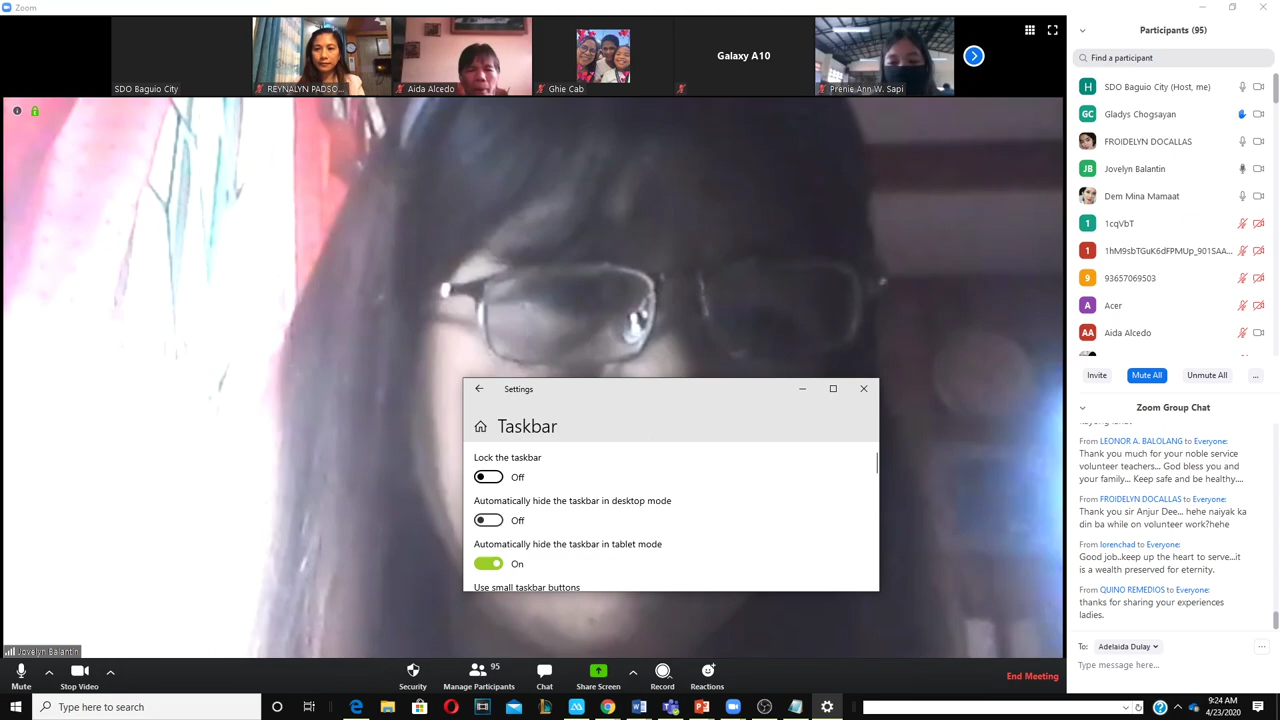 Zoom
SDO Baguio City
REYNALYN PADSO...
Aida Alcedo
Ghie Cab
Galaxy A10
Prenie Ann W. Sapi
Jovelyn Balantin
Settings
Taskbar
Lock the taskbar
Off
Automatically hide the taskbar in desktop mode
Off
Automatically hide the taskbar in tablet mode
On
Use small taskbar buttons
Participants (95)
Find a participant
H SDO Baguio City (Host, me)
GC Gladys Chogsayan
FROIDELYN DOCALLAS
JB Jovelyn Balantin
Dem Mina Mamaat
1 1cqVbT
1 1hM9sbTGuK6dFPMUp_901SAA...
9 93657069503
A Acer
AA Aida Alcedo
Invite Mute All Unmute All ...
Zoom Group Chat
From LEONOR A. BALOLANG to Everyone:
Thank you much for your noble service
volunteer teachers... God bless you and
your family... Keep safe and be healthy....
From FROIDELYN DOCALLAS to Everyone:
Thank you sir Anjur Dee... hehe naiyak ka
din ba while on volunteer work?hehe
From lorenchad to Everyone:
Good job..keep up the heart to serve...it
is a wealth preserved for eternity.
From QUINO REMEDIOS to Everyone:
thanks for sharing your experiences
ladies.
To: Adelaida Dulay
Type message here...
Mute
Stop Video
Security
95
Manage Participants
Chat
Share Screen
Record
Reactions
End Meeting
Type here to search
9:24 AM
4/23/2020